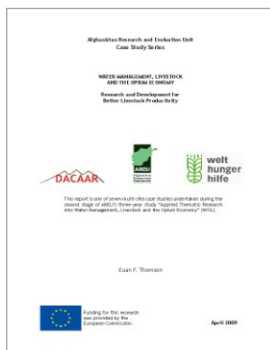 Afghanistan Research and Evaluation Unit
Case Study Series
WATER MANAGEMENT, LIVESTOCK
AND THE OPIUM ECONOMY
Research and Development for
Better Livestock Productivity
DACAAR
AREU
welt
hunger
hilfe
This report is one of seven multi-site case studies undertaken during the
second stage of AREU's three-year study "Applied Thematic Research
into Water Management, Livestock and the Opium Economy" (WOL).
Euan F. Thomson
Funding for this research
was provided by the
European Commission.
April 2009